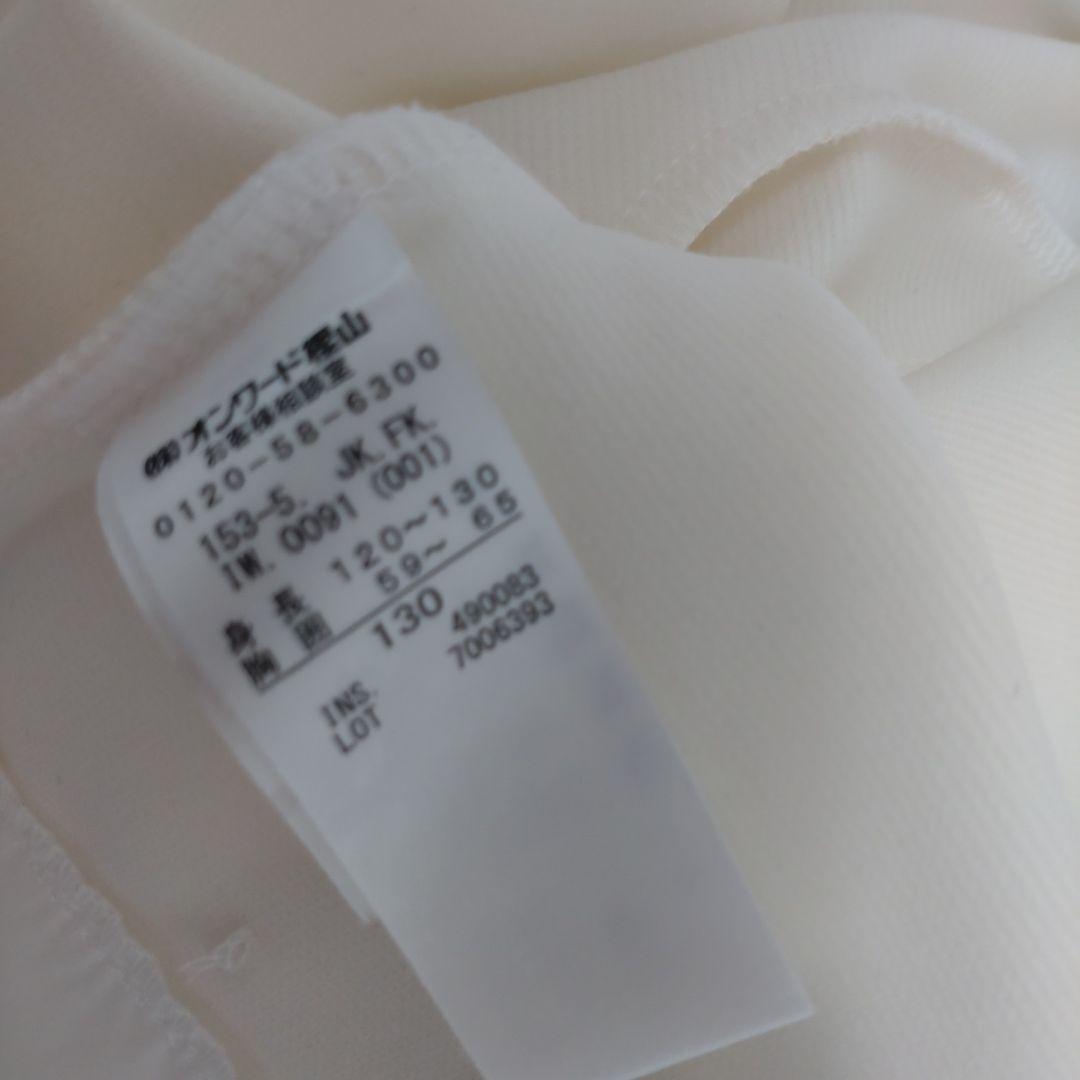 ㈱オンワード樫山
お客様相談室
0120-58-6300
153-5. JK.FK.
IW. 0091 (001)
身長 120~130
胸囲 59~ 65
130
INS. 490083
LOT 7006393